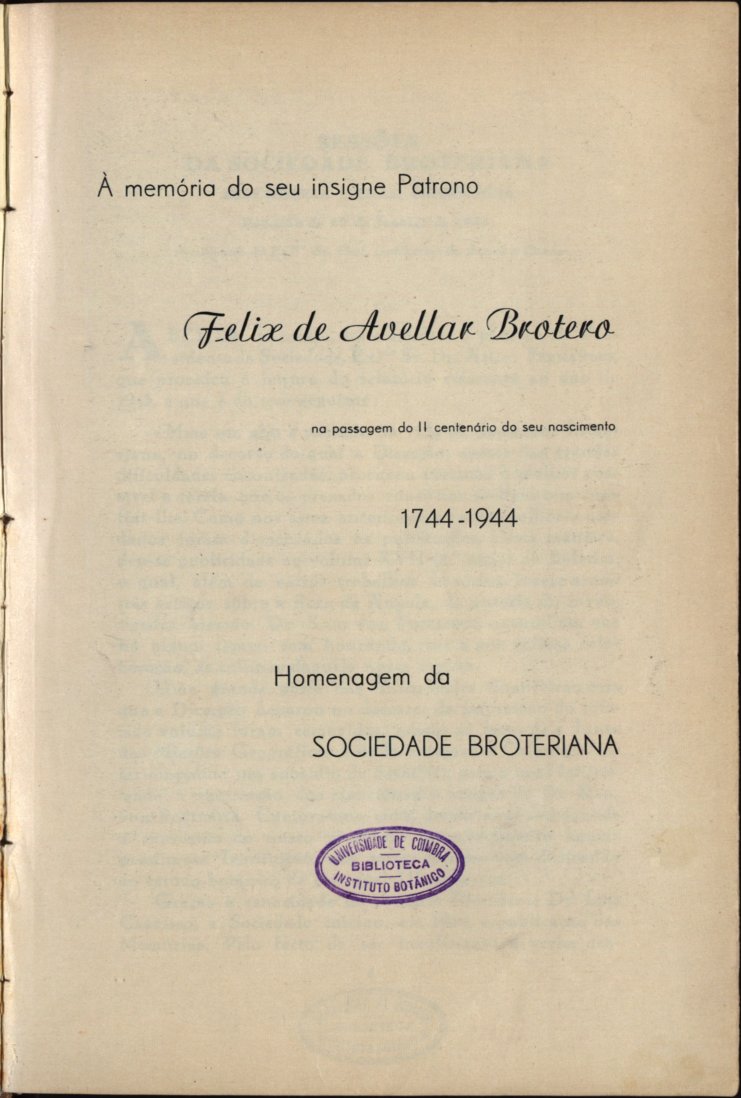 À memória do seu insigne Patrono
Felix de Avellar Brotero
na passagem do II centenário do seu nascimento
1744-1944
Homenagem da
SOCIEDADE BROTERIANA
UNIVERSIDADE DE COIMBRA
BIBLIOTECA
INSTITUTO BOTÂNICO